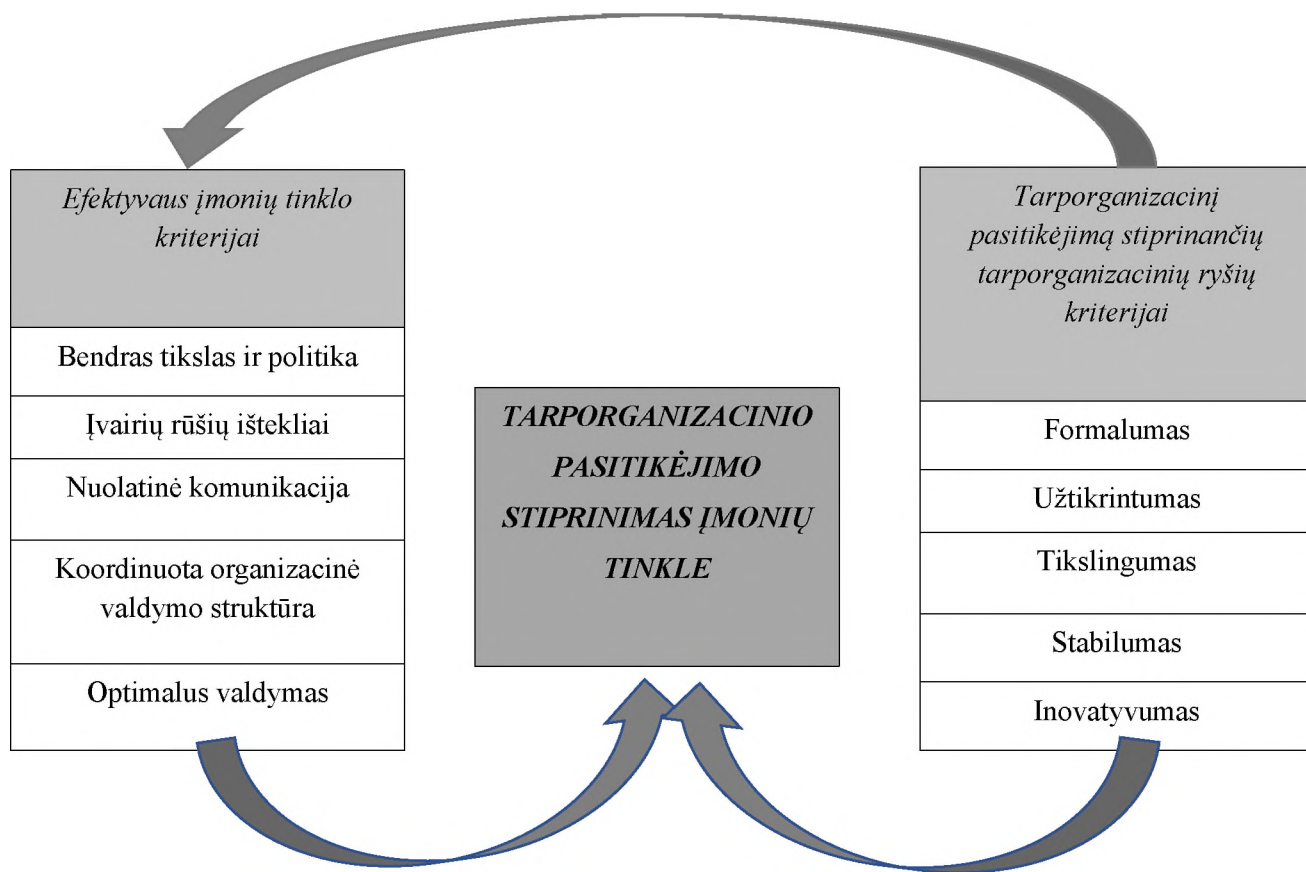 Efektyvaus įmonių tinklo
kriterijai
Bendras tikslas ir politika
Įvairių rūšių ištekliai
Nuolatinė komunikacija
Koordinuota organizacinė
valdymo struktūra
Optimalus valdymas
TARPORGANIZACINIO
PASITIKĖJIMO
STIPRINIMAS ĮMONIŲ
TINKLE
Tarporganizacinį
pasitikėjimą stiprinančių
tarporganizacinių ryšių
kriterijai
Formalumas
Užtikrintumas
Tikslingumas
Stabilumas
Inovatyvumas